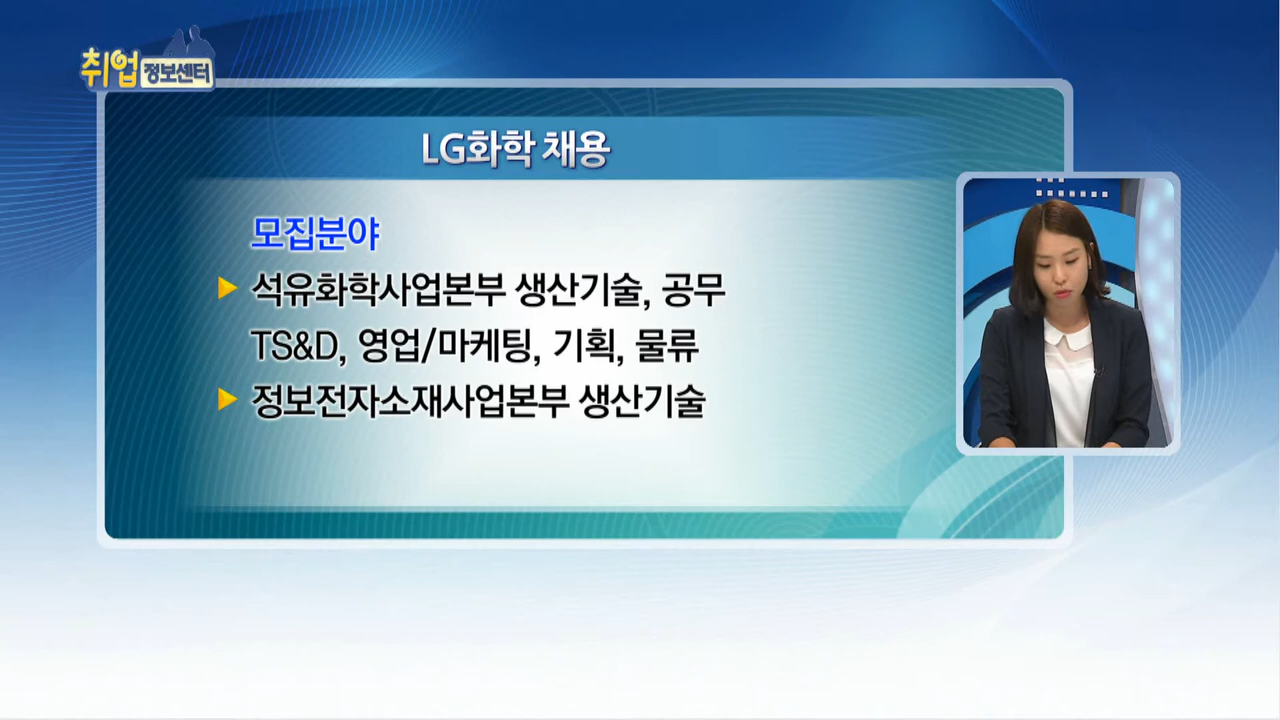 취업 정보센터
LG화학 채용
모집분야
▶ 석유화학사업본부 생산기술, 공무
TS&D, 영업/마케팅, 기획, 물류
▶ 정보전자소재사업본부 생산기술